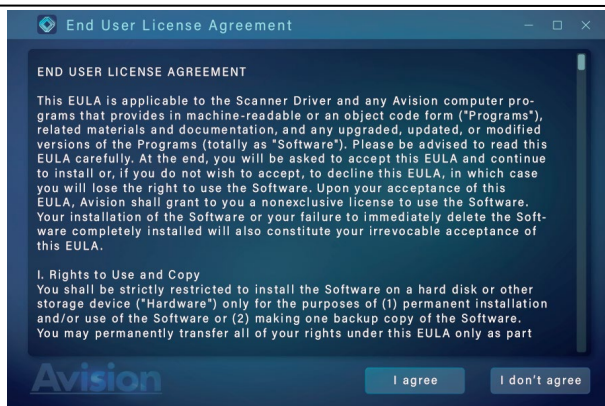 End User License Agreement
END USER LICENSE AGREEMENT
This EULA is applicable to the Scanner Driver and any Avision computer pro-
grams that provides in machine-readable or an object code form ("Programs"),
related materials and documentation, and any upgraded, updated, or modified
versions of the Programs (totally as "Software"). Please be advised to read this
EULA carefully. At the end, you will be asked to accept this EULA and continue
to install or, if you do not wish to accept, to decline this EULA, in which case
you will lose the right to use the Software. Upon your acceptance of this
EULA, Avision shall grant to you a nonexclusive license to use the Software.
Your installation of the Software or your failure to immediately delete the Soft-
ware completely installed will also constitute your irrevocable acceptance of
this EULA.
I. Rights to Use and Copy
You shall be strictly restricted to install the Software on a hard disk or other
storage device ("Hardware") only for the purposes of (1) permanent installation
and/or use of the Software or (2) making one backup copy of the Software.
You may permanently transfer all of your rights under this EULA only as part
Avision
I agree
I don't agree